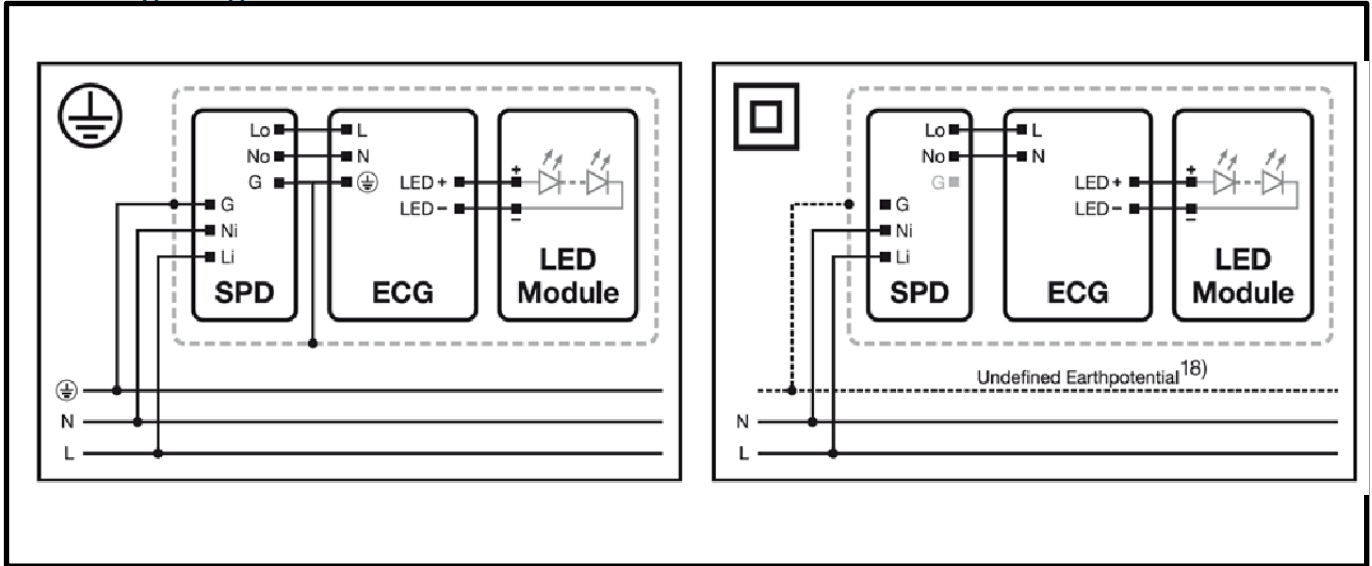 Lo L
No N
G
LED+ +
LED- −
G
Ni
Li
SPD ECG LED Module
N
L
Lo L
No N
G
LED+ +
LED- −
G
Ni
Li
SPD ECG LED Module
Undefined Earthpotential18)
N
L